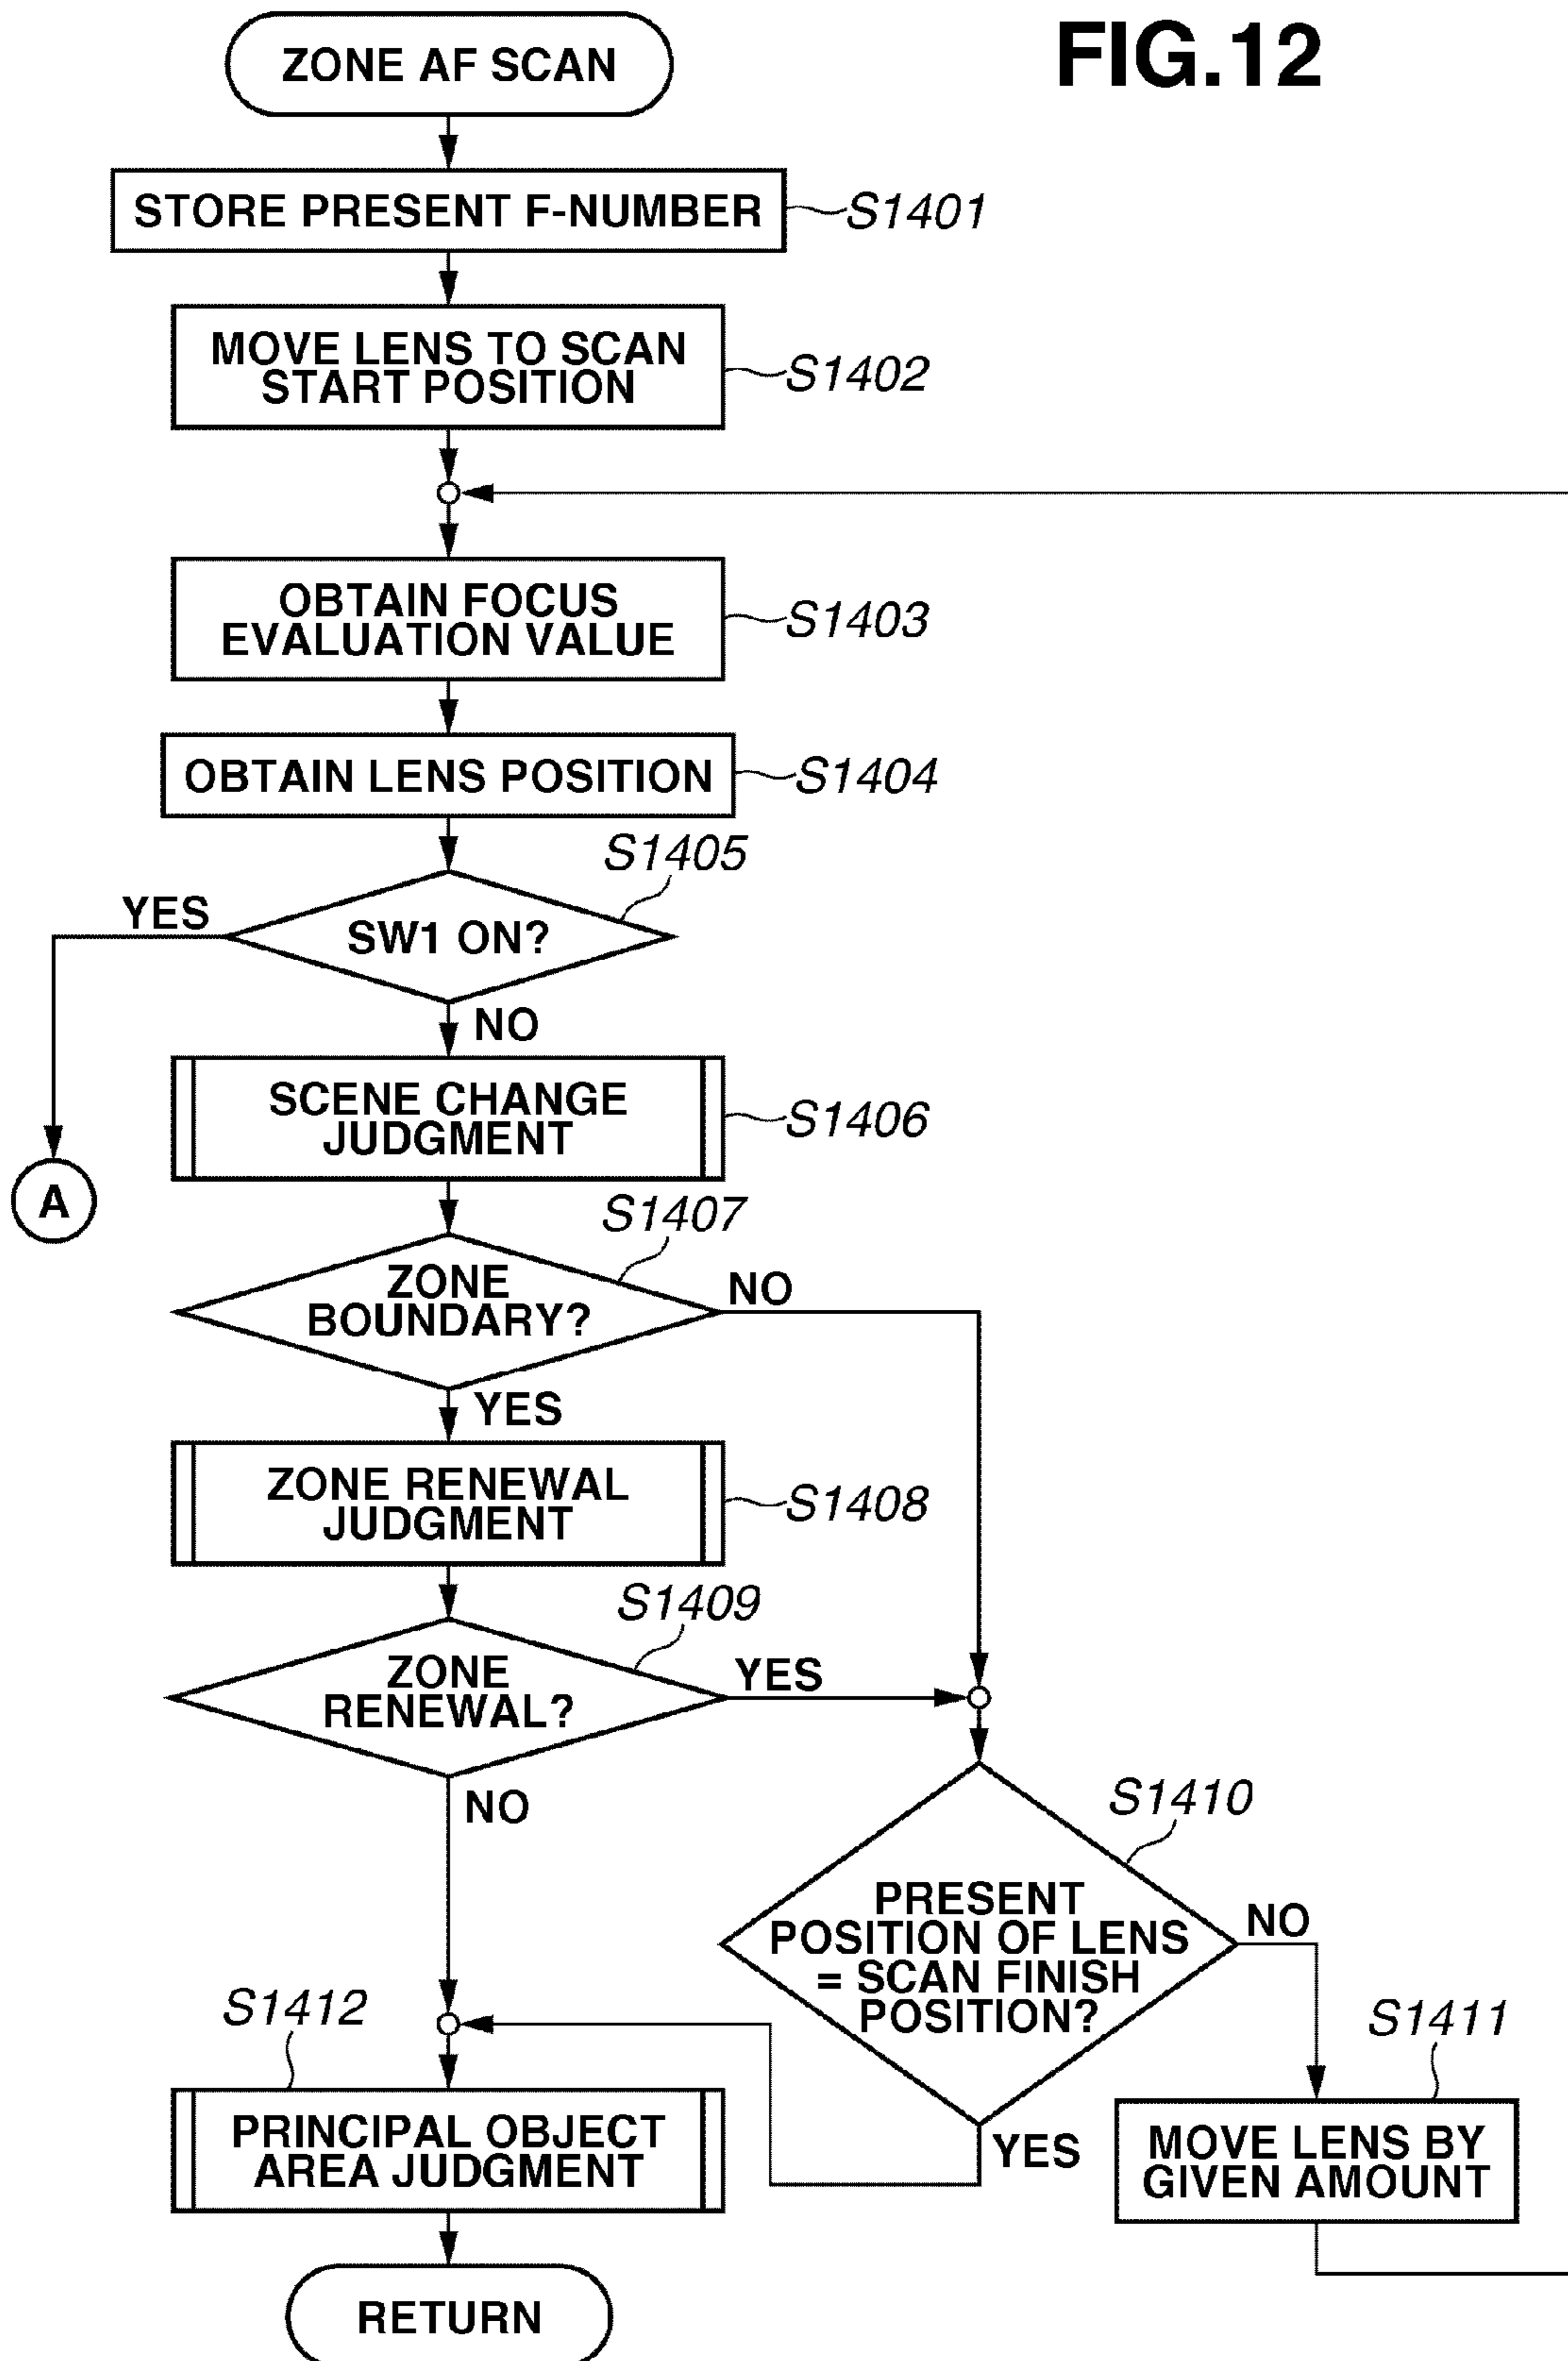 FIG.12
ZONE AF SCAN
STORE PRESENT F-NUMBER
S1401
MOVE LENS TO SCAN
START POSITION
S1402
OBTAIN FOCUS
EVALUATION VALUE
S1403
OBTAIN LENS POSITION
S1404
S1405
YES
SW1 ON?
NO
SCENE CHANGE
JUDGMENT
S1406
A
S1407
ZONE
BOUNDARY?
NO
YES
ZONE RENEWAL
JUDGMENT
S1408
S1409
ZONE
RENEWAL?
YES
NO
S1410
PRESENT
POSITION OF LENS
= SCAN FINISH
POSITION?
NO
YES
S1411
MOVE LENS BY
GIVEN AMOUNT
S1412
PRINCIPAL OBJECT
AREA JUDGMENT
RETURN